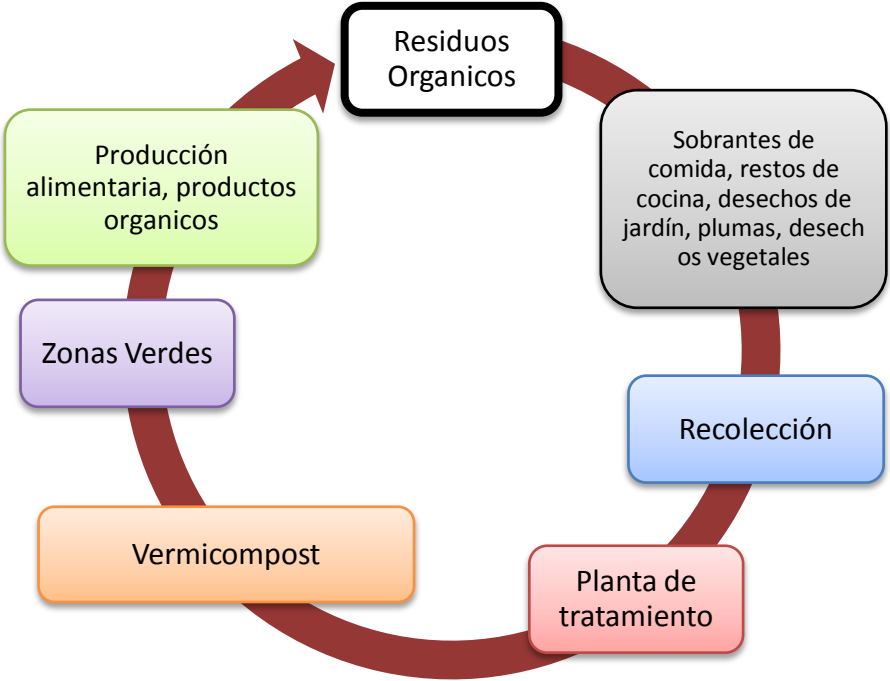 Residuos
Organicos
Sobrantes de
comida, restos de
cocina, desechos de
jardín, plumas, desech
os vegetales
Recolección
Planta de
tratamiento
Vermicompost
Zonas Verdes
Producción
alimentaria, productos
organicos